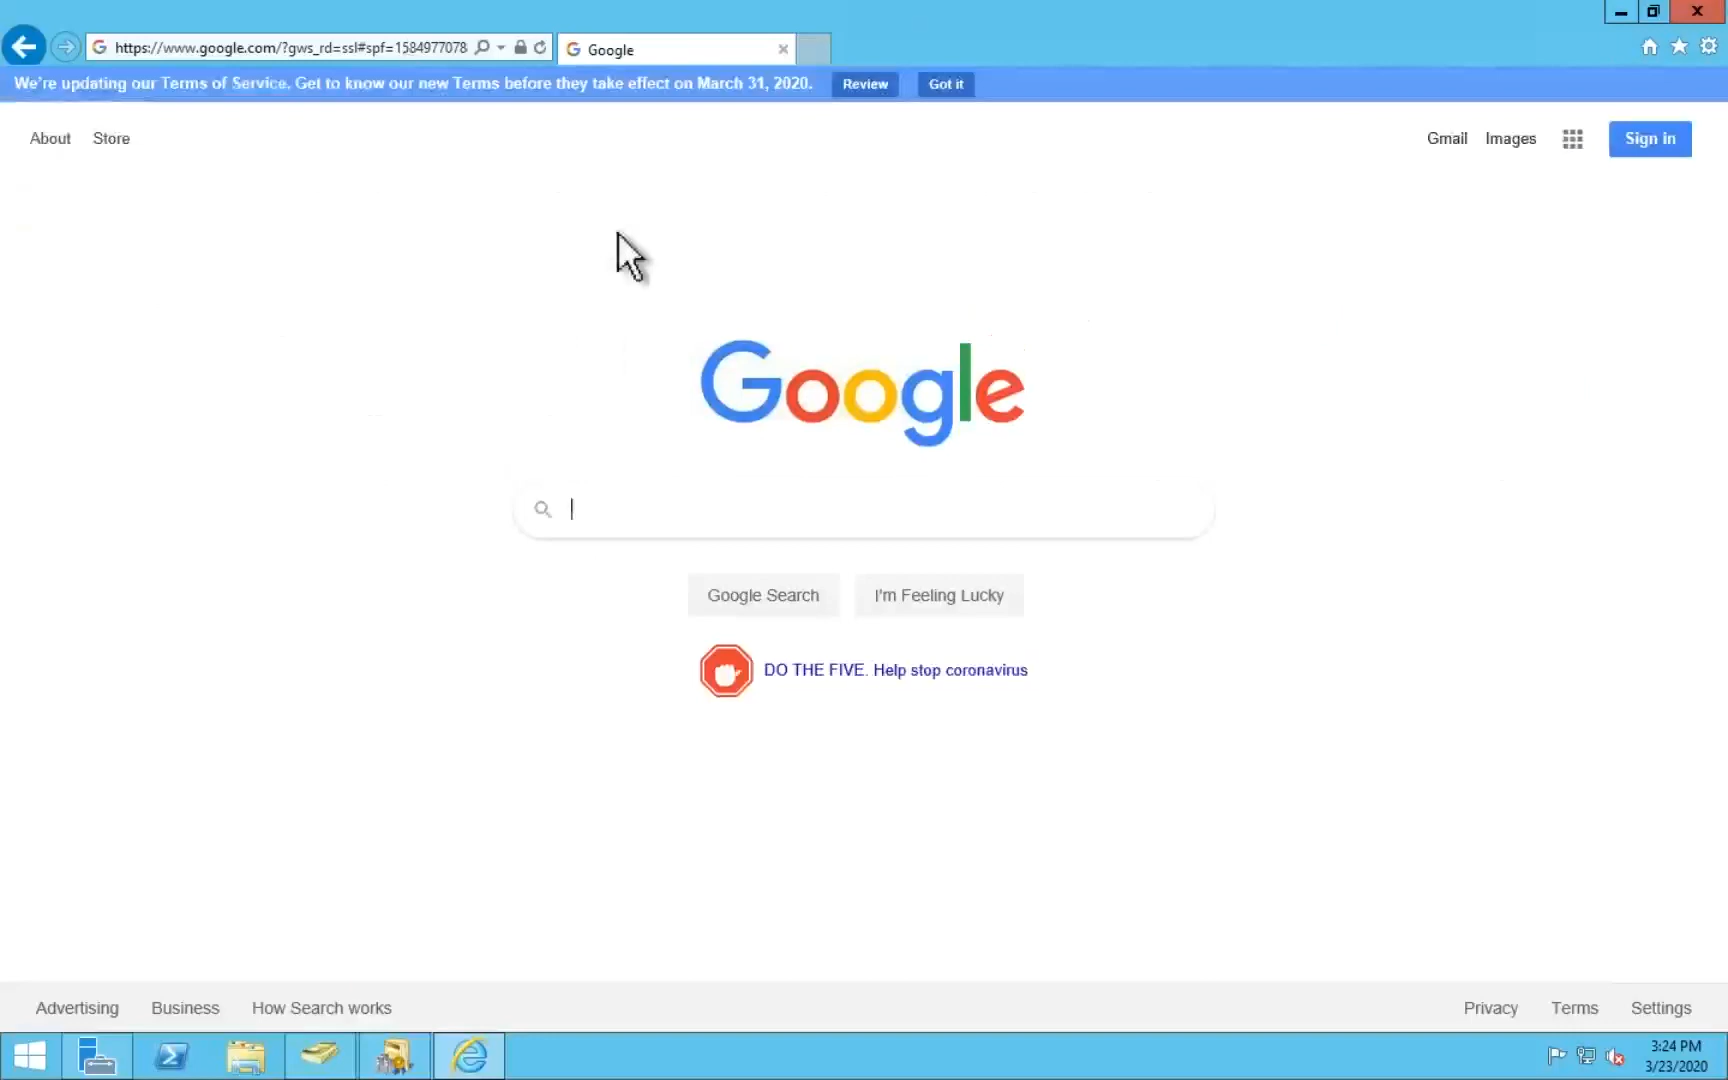 https://www.google.com/?gws_rd=ssl#spf=1584977078
Google
We're updating our Terms of Service. Get to know our new Terms before they take effect on March 31, 2020. Review Got it
About Store
Gmail Images Sign in
Google
Google Search I'm Feeling Lucky
DO THE FIVE. Help stop coronavirus
Advertising Business How Search works
Privacy Terms Settings
3:24 PM
3/23/2020